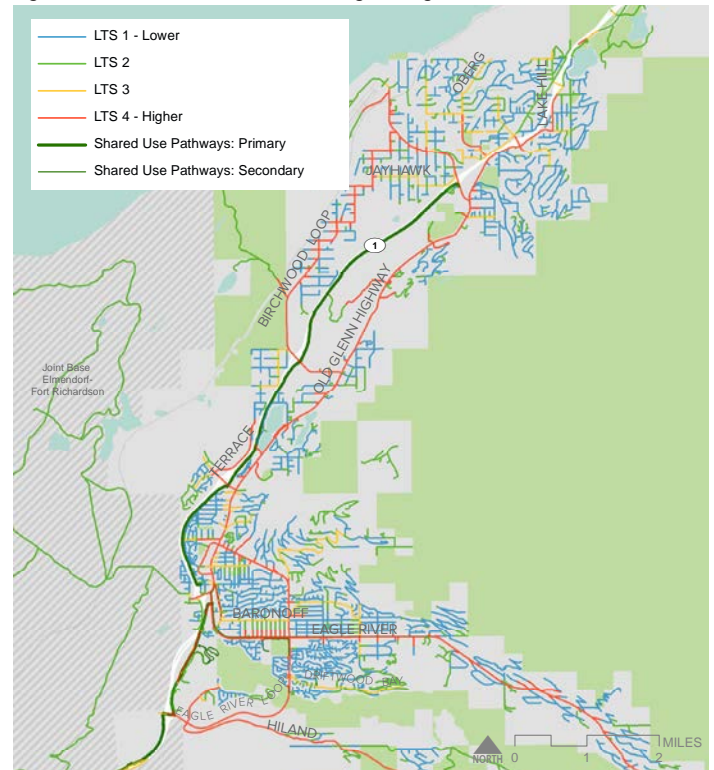 LTS 1 - Lower
LTS 2
LTS 3
LTS 4 - Higher
Shared Use Pathways: Primary
Shared Use Pathways: Secondary
OBERG
LAKE HILL
JAYHAWK
BIRCHWOOD LOOP
1
OLD GLENN HIGHWAY
Joint Base
Elmendorf-
Fort Richardson
TERRACE
BARONOFF
EAGLE RIVER
DRIFTWOOD BAY
EAGLE RIVER LOOP
HILAND
NORTH
0 1 2
MILES